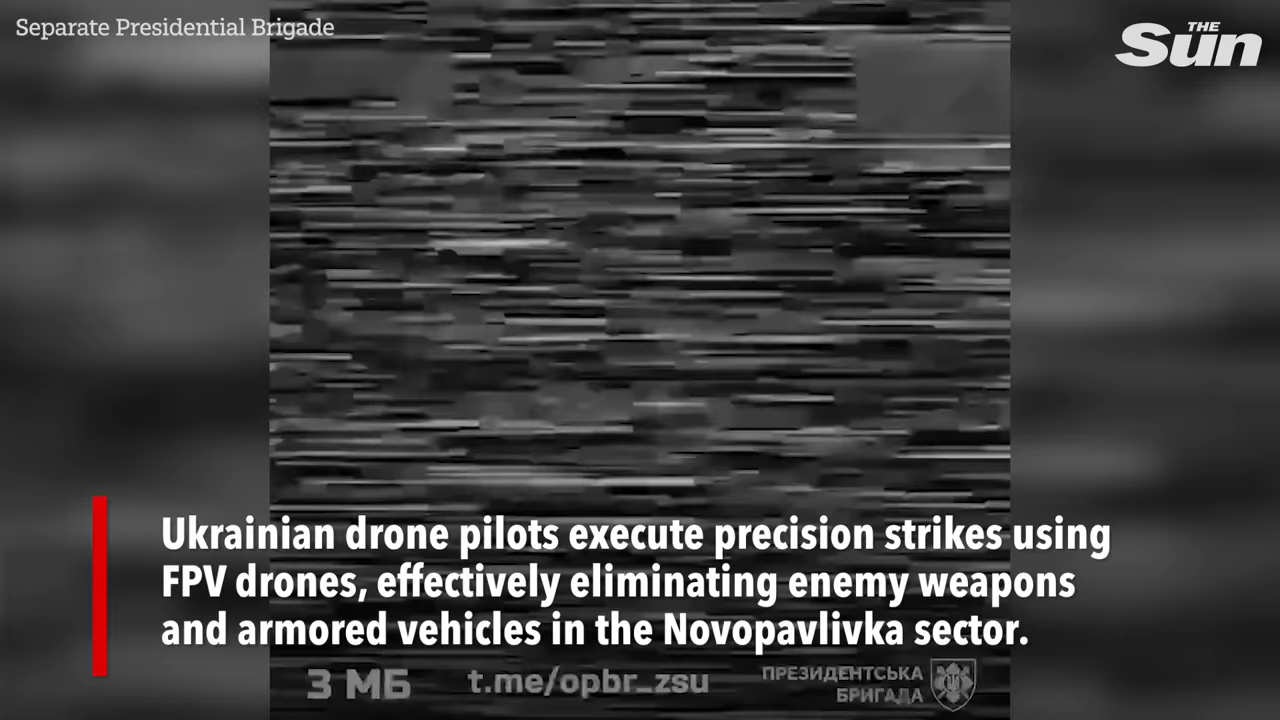 Separate Presidential Brigade
THE
Sun
Ukrainian drone pilots execute precision strikes using
FPV drones, effectively eliminating enemy weapons
and armored vehicles in the Novopavlivka sector.
3 МБ
t.me/opbr_zsu
ПРЕЗИДЕНТСЬКА
БРИГАДА